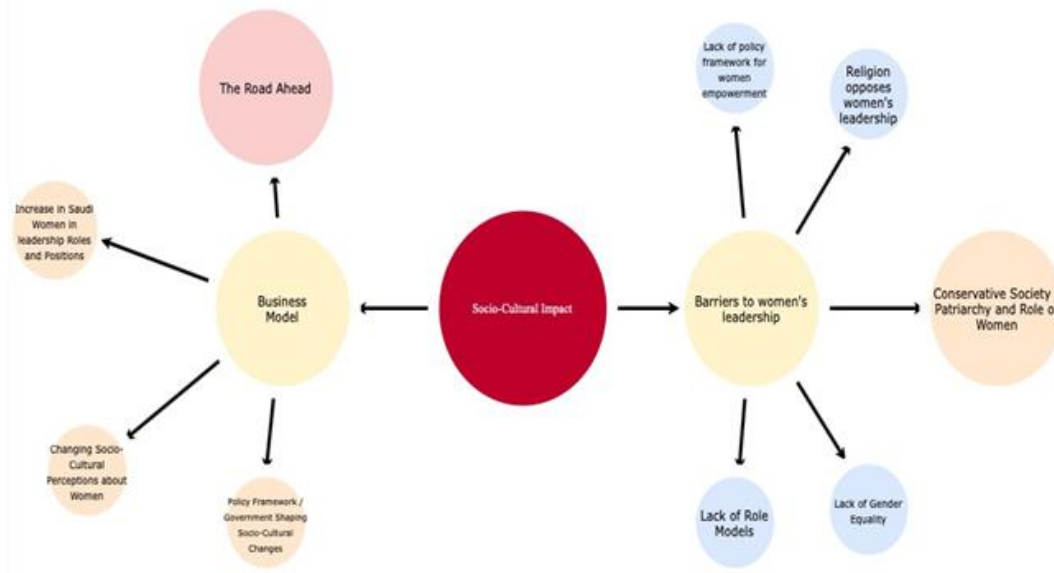 The Road Ahead
Increase in Saudi
Women in
leadership Roles
and Positions
Business
Model
Changing Socio-
Cultural
Perceptions about
Women
Policy Framework /
Government Shaping
Socio-Cultural
Changes
Socio-Cultural Impact
Lack of policy
framework for
women
empowerment
Religion
opposes
women's
leadership
Barriers to women's
leadership
Conservative Society
Patriarchy and Role o
Women
Lack of Role
Models
Lack of Gender
Equality